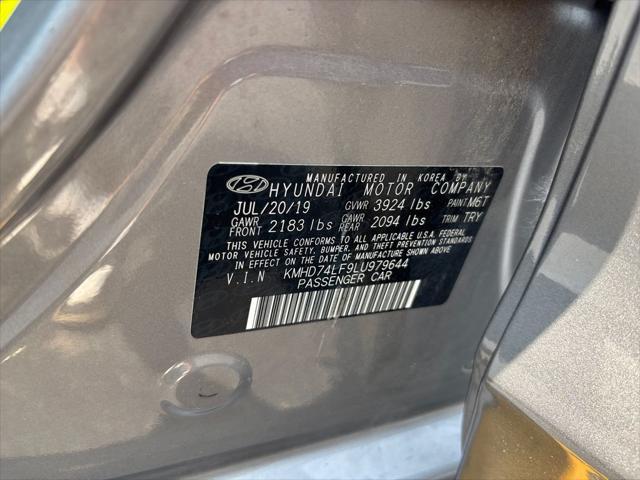 MANUFACTURED IN KOREA BY
HYUNDAI MOTOR COMPANY
JUL/20/19 GVWR 3924 lbs PAINT M6T
GAWR FRONT 2183 lbs GAWR REAR 2094 lbs TRIM TRY
THIS VEHICLE CONFORMS TO ALL APPLICABLE U.S.A. FEDERAL
MOTOR VEHICLE SAFETY, BUMPER, AND THEFT PREVENTION STANDARDS
IN EFFECT ON THE DATE OF MANUFACTURE SHOWN ABOVE
V.I.N KMHD74LF9LU979644
PASSENGER CAR